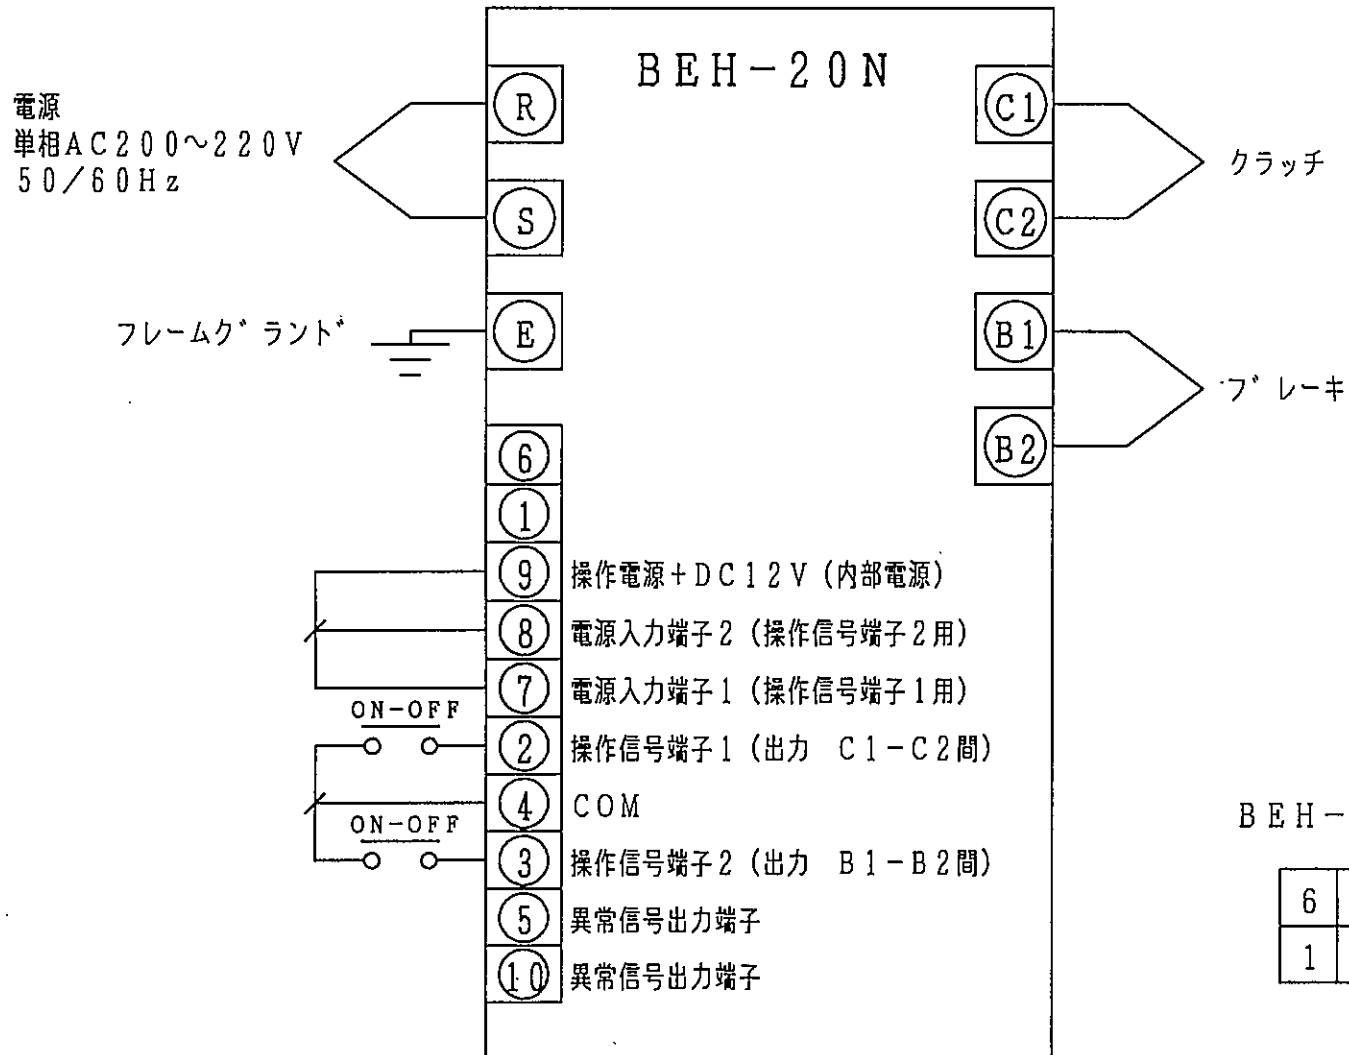 BEH-20N
電源
単相AC200～220V
50/60Hz
R
S
フレームグランド
E
C1
C2
クラッチ
B1
B2
ブレーキ
6
1
9 操作電源+DC12V (内部電源)
8 電源入力端子2 (操作信号端子2用)
7 電源入力端子1 (操作信号端子1用)
ON-OFF
2 操作信号端子1 (出力 C1-C2間)
4 COM
ON-OFF
3 操作信号端子2 (出力 B1-B2間)
5 異常信号出力端子
10 異常信号出力端子
BEH-
6
1